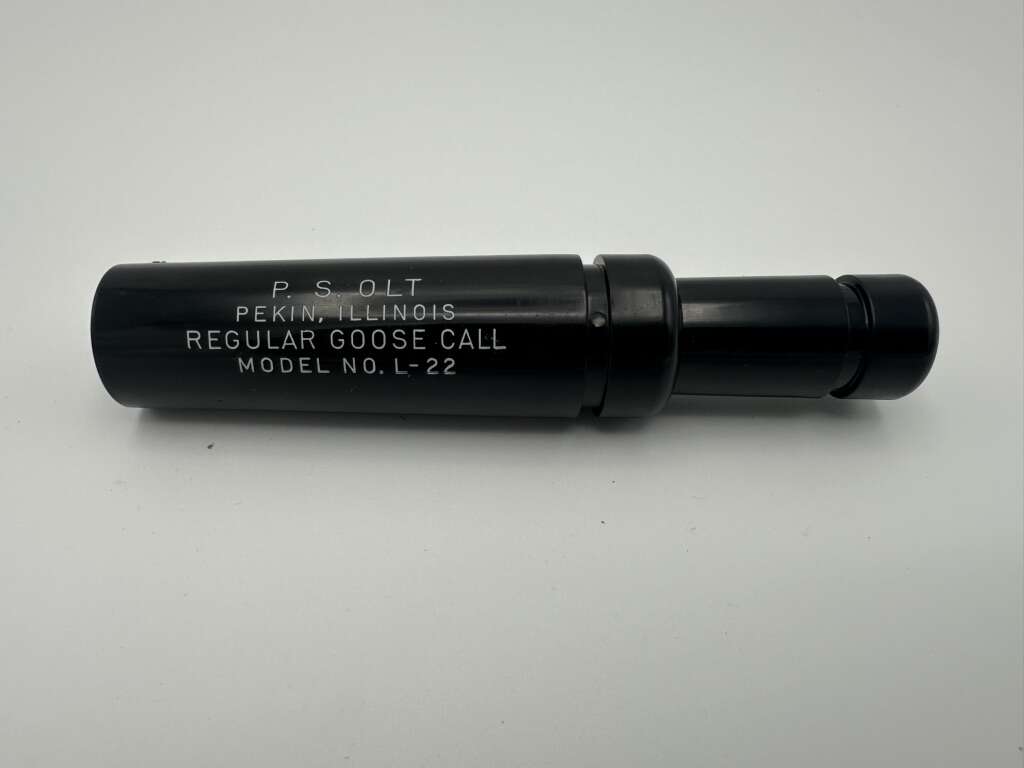 P. S. OLT
PEKIN, ILLINOIS
REGULAR GOOSE CALL
MODEL NO. L-22